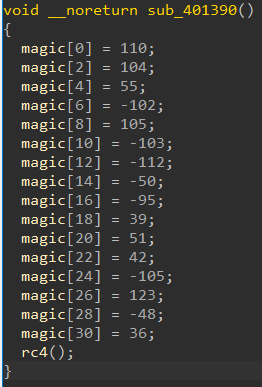 void __noreturn sub_401390()
{
magic[0] = 110;
magic[2] = 104;
magic[4] = 55;
magic[6] = -102;
magic[8] = 105;
magic[10] = -103;
magic[12] = -112;
magic[14] = -50;
magic[16] = -95;
magic[18] = 39;
magic[20] = 51;
magic[22] = 42;
magic[24] = -105;
magic[26] = 123;
magic[28] = -48;
magic[30] = 36;
rc4();
}